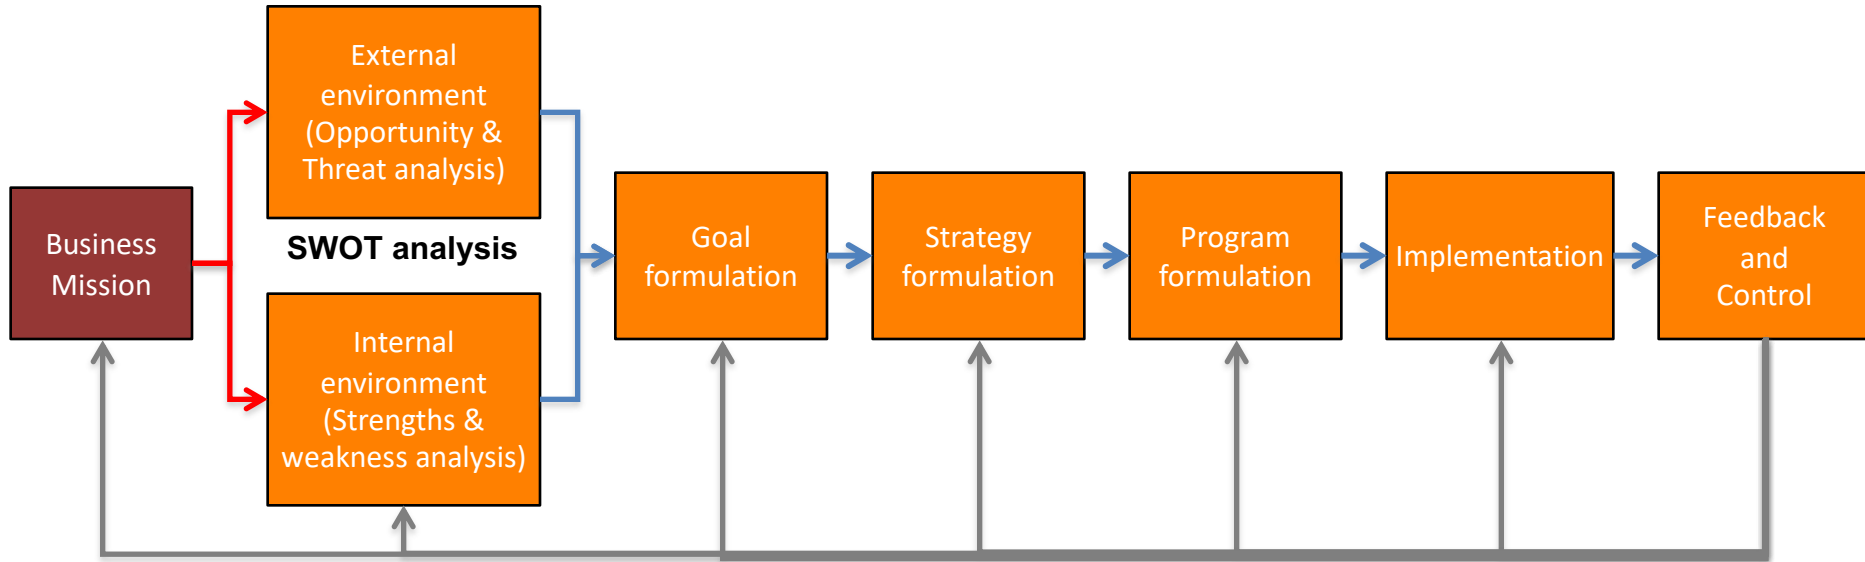 Business
Mission
External
environment
(Opportunity &
Threat analysis)
SWOT analysis
Internal
environment
(Strengths &
weakness analysis)
Goal
formulation
Strategy
formulation
Program
formulation
Implementation
Feedback
and
Control